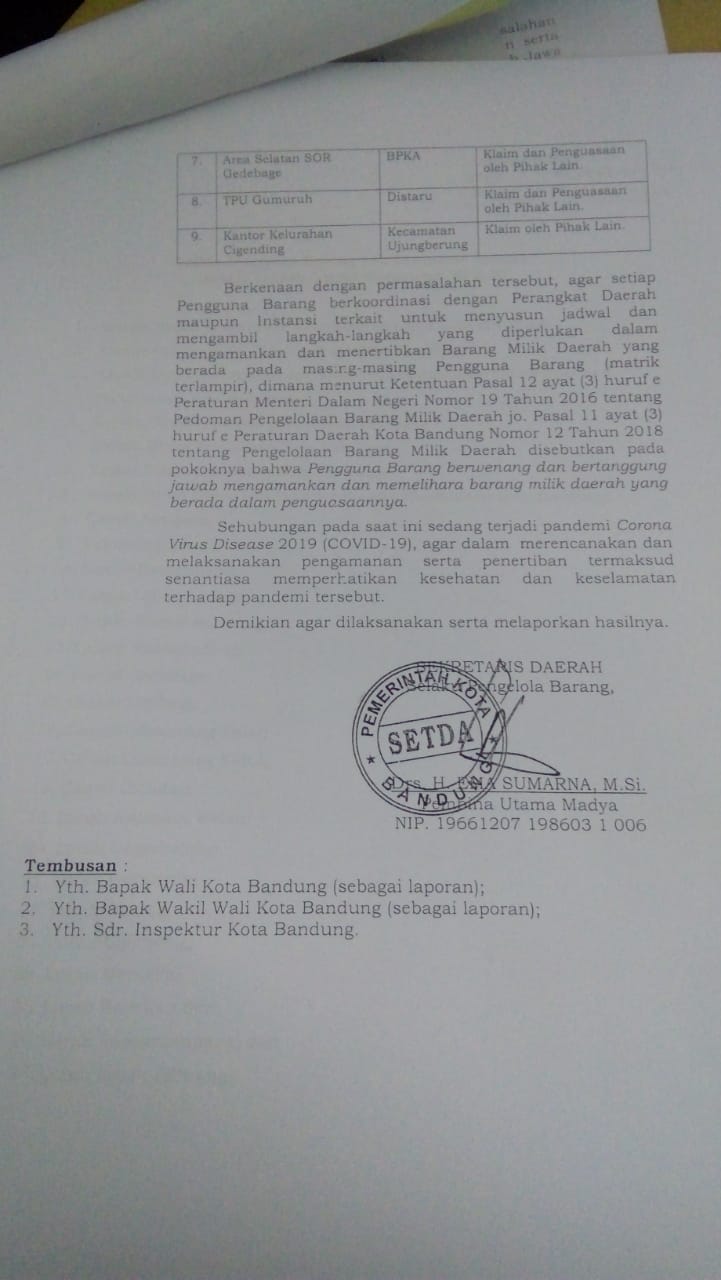 salahan
n serta
h Jawa
7. Area Selatan SOR Gedebage BPKA Klaim dan Penguasaan oleh Pihak Lain.
8. TPU Gumuruh Distaru Klaim dan Penguasaan oleh Pihak Lain.
9. Kantor Kelurahan Cigending Kecamatan Ujungberung Klaim oleh Pihak Lain.
Berkenaan dengan permasalahan tersebut, agar setiap
Pengguna Barang berkoordinasi dengan Perangkat Daerah
maupun Instansi terkait untuk menyusun jadwal dan
mengambil langkah-langkah yang diperlukan dalam
mengamankan dan menertibkan Barang Milik Daerah yang
berada pada masing-masing Pengguna Barang (matrik
terlampir), dimana menurut Ketentuan Pasal 12 ayat (3) huruf e
Peraturan Menteri Dalam Negeri Nomor 19 Tahun 2016 tentang
Pedoman Pengelolaan Barang Milik Daerah jo. Pasal 11 ayat (3)
huruf e Peraturan Daerah Kota Bandung Nomor 12 Tahun 2018
tentang Pengelolaan Barang Milik Daerah disebutkan pada
pokoknya bahwa Pengguna Barang berwenang dan bertanggung
jawab mengamankan dan memelihara barang milik daerah yang
berada dalam penguasaannya.
Sehubungan pada saat ini sedang terjadi pandemi Corona
Virus Disease 2019 (COVID-19), agar dalam merencanakan dan
melaksanakan pengamanan serta penertiban termaksud
senantiasa memperhatikan kesehatan dan keselamatan
terhadap pandemi tersebut.
Demikian agar dilaksanakan serta melaporkan hasilnya.
SEKRETARIS DAERAH
Selaku Pengelola Barang,
PEMERINTAH KOTA
SETDA
BANDUNG
Drs. H. EMA SUMARNA, M.Si.
Pembina Utama Madya
NIP. 19661207 198603 1 006
Tembusan :
1. Yth. Bapak Wali Kota Bandung (sebagai laporan);
2. Yth. Bapak Wakil Wali Kota Bandung (sebagai laporan);
3. Yth. Sdr. Inspektur Kota Bandung.